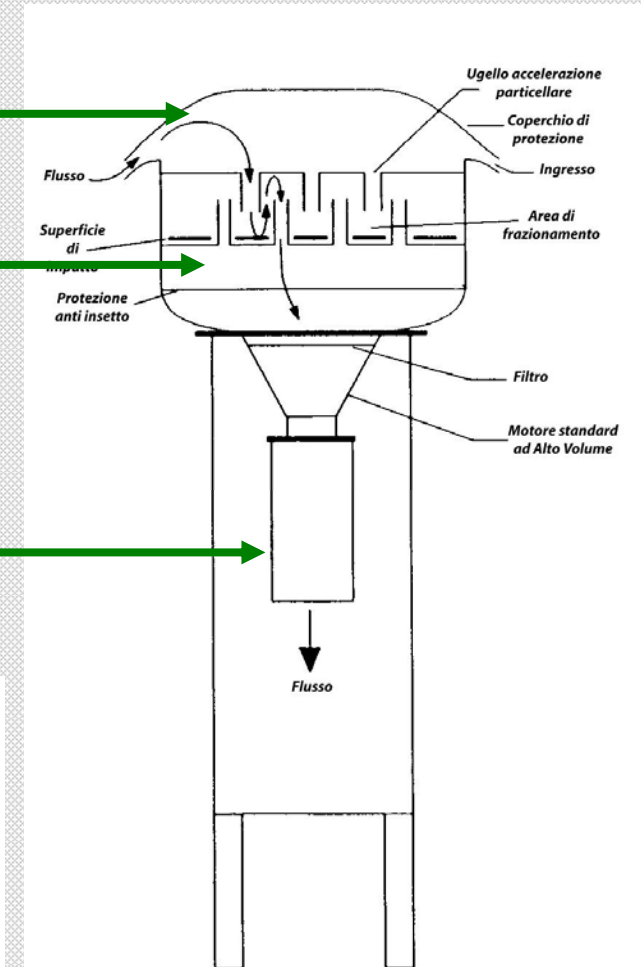 Ugello accelerazione
particellare
Coperchio di
protezione
Flusso
Ingresso
Superficie
di
impatto
Area di
frazionamento
Protezione
anti insetto
Filtro
Motore standard
ad Alto Volume
Flusso